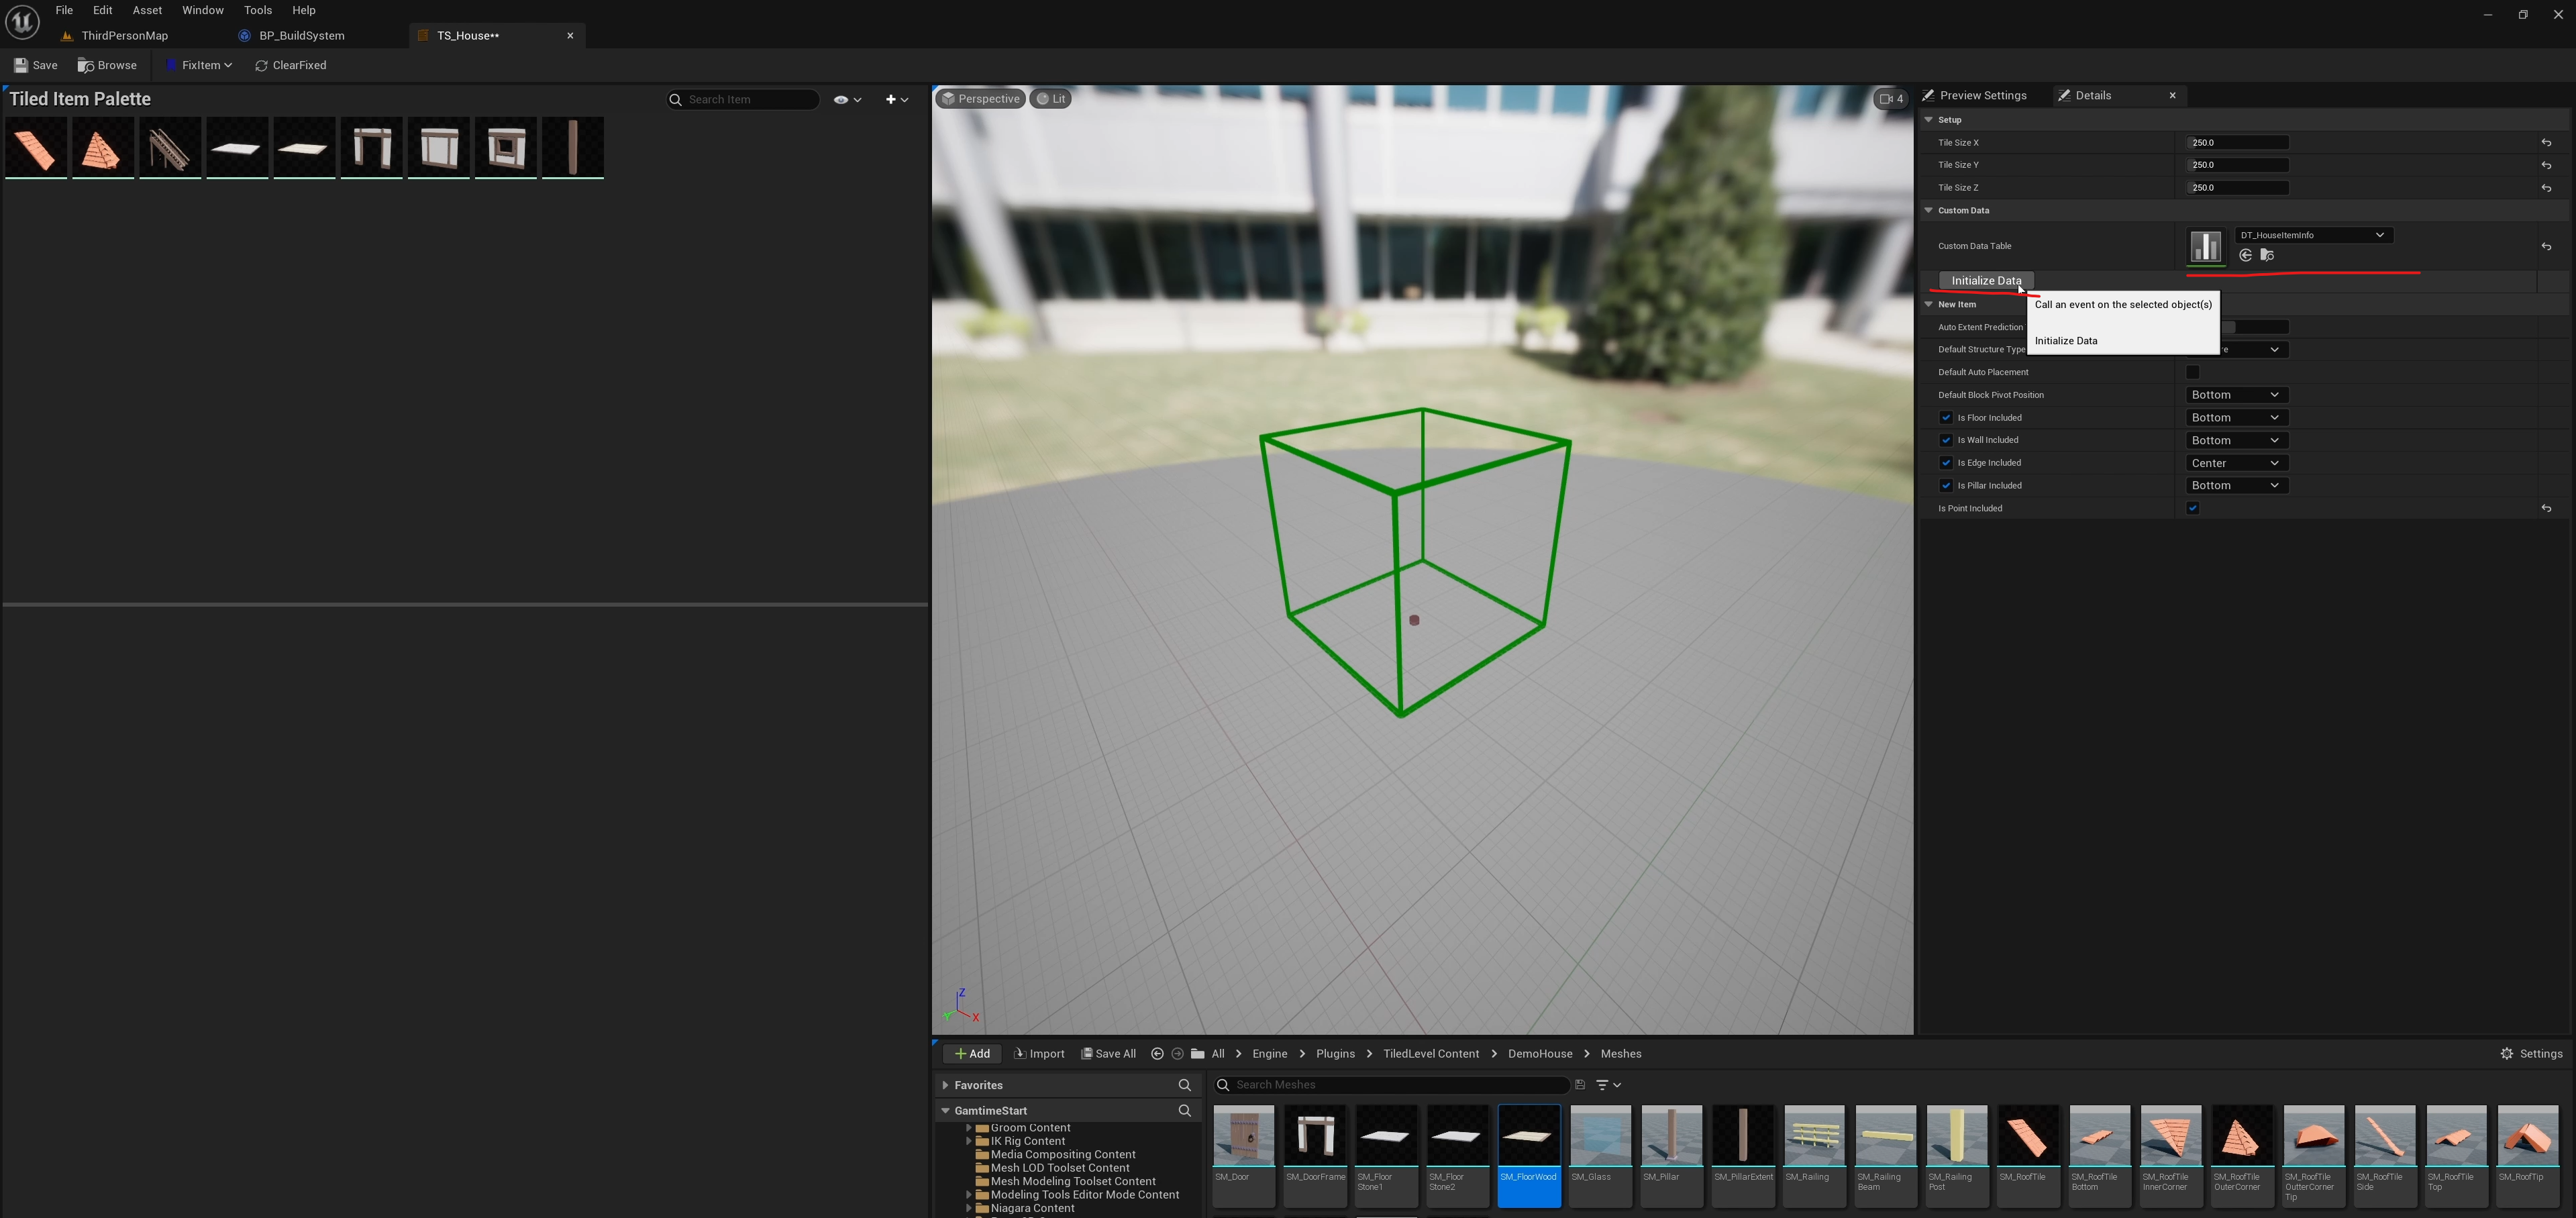 File Edit Asset Window Tools Help
ThirdPersonMap BP_BuildSystem TS_House**
Save Browse FixItem ClearFixed
Tiled Item Palette
Search Item
Perspective Lit
4
Z
Y X
Preview Settings Details
Setup
Tile Size X 250.0
Tile Size Y 250.0
Tile Size Z 250.0
Custom Data
Custom Data Table DT_HouseItemInfo
Initialize Data
Call an event on the selected object(s)
Initialize Data
New Item
Auto Extent Prediction
Default Structure Type
Default Auto Placement
Default Block Pivot Position Bottom
Is Floor Included Bottom
Is Wall Included Bottom
Is Edge Included Center
Is Pillar Included Bottom
Is Point Included
Add Import Save All All Engine Plugins TiledLevel Content DemoHouse Meshes Settings
Favorites
GamtimeStart
Groom Content
IK Rig Content
Media Compositing Content
Mesh LOD Toolset Content
Mesh Modeling Toolset Content
Modeling Tools Editor Mode Content
Niagara Content
Search Meshes
SM_Door
SM_DoorFrame
SM_Floor
Stone1
SM_Floor
Stone2
SM_FloorWood
SM_Glass
SM_Pillar
SM_PillarExtent
SM_Railing
SM_Railing
Beam
SM_Railing
Post
SM_RoofTile
SM_RoofTile
Bottom
SM_RoofTile
InnerCorner
SM_RoofTile
OuterCorner
SM_RoofTile
OutterCorner
Tip
SM_RoofTile
Side
SM_RoofTile
Top
SM_RoofTip